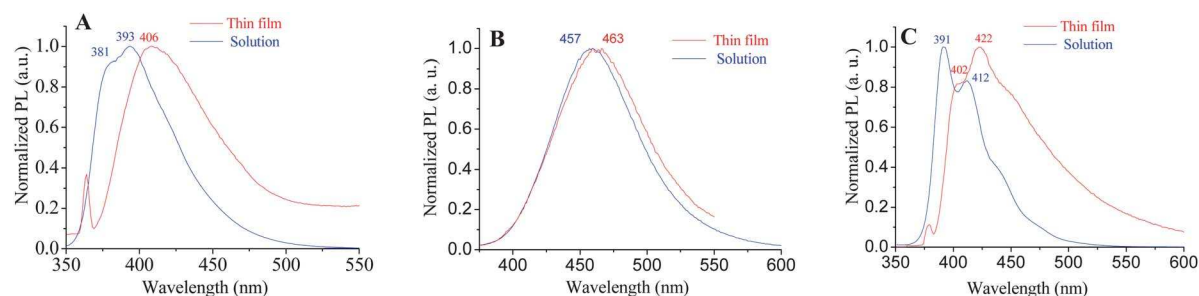 A
393
381
406
Thin film
Solution
Normalized PL (a.u.)
1.0
0.8
0.6
0.4
0.2
0.0
350 400 450 500 550
Wavelength (nm)
B
457
463
Thin film
Solution
Normalized PL (a. u.)
1.0
0.8
0.6
0.4
0.2
0.0
400 450 500 550 600
Wavelength (nm)
C
391
422
402
412
Thin film
Solution
Normalized PL (a. u.)
1.0
0.8
0.6
0.4
0.2
0.0
350 400 450 500 550 600
Wavelength (nm)